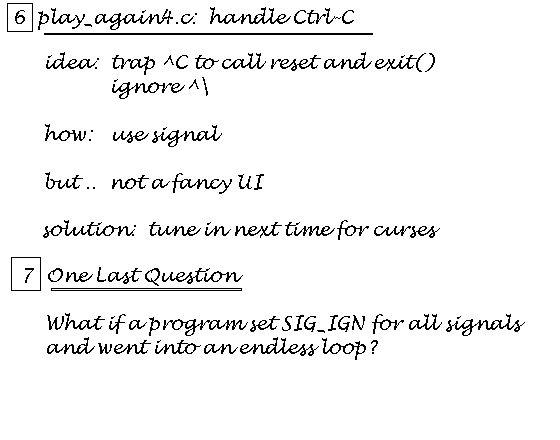 6 play_again4.c: handle Ctrl-C
idea: trap ^C to call reset and exit()
ignore ^\
how: use signal
but .. not a fancy UI
solution: tune in next time for curses
7 One Last Question
What if a program set SIG_IGN for all signals
and went into an endless loop?